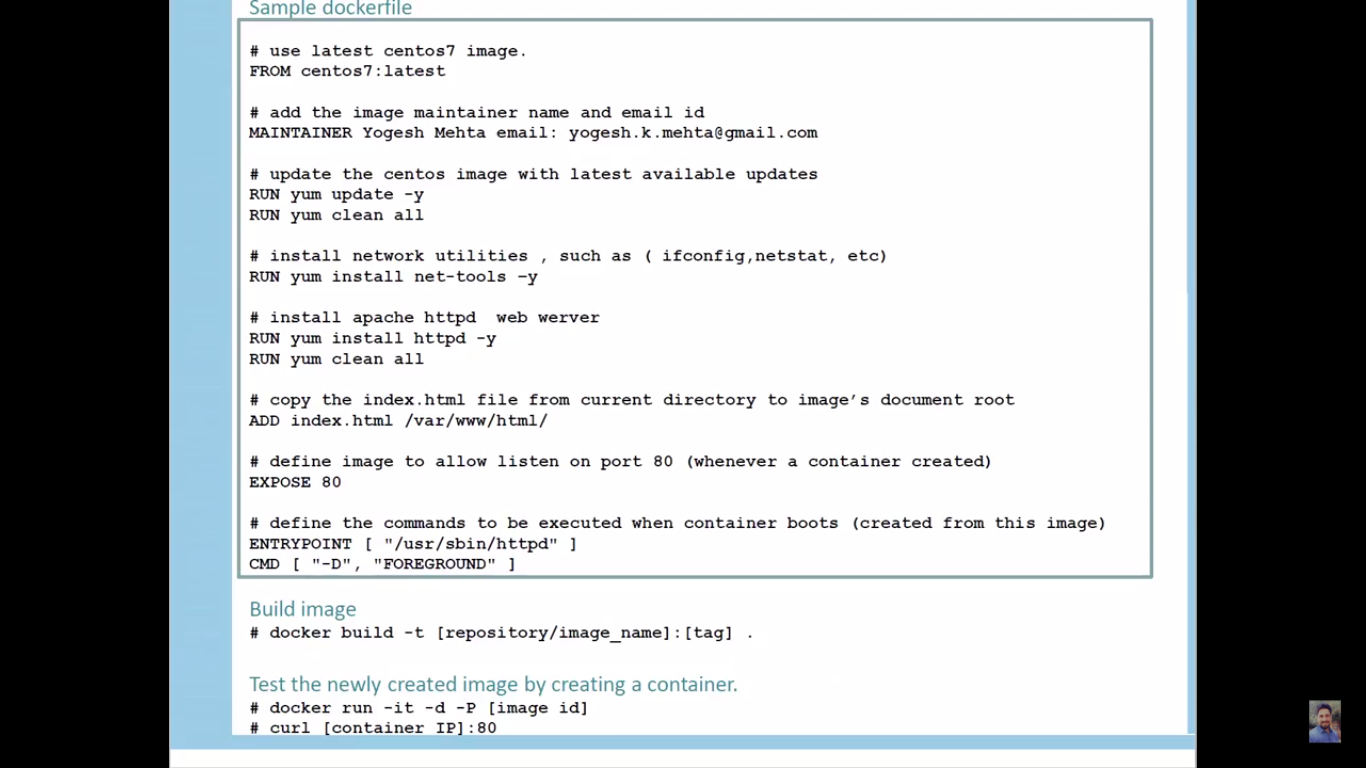 Sample dockerfile
# use latest centos7 image.
FROM centos7:latest
# add the image maintainer name and email id
MAINTAINER Yogesh Mehta email: yogesh.k.mehta@gmail.com
# update the centos image with latest available updates
RUN yum update -y
RUN yum clean all
# install network utilities , such as ( ifconfig,netstat, etc)
RUN yum install net-tools –y
# install apache httpd  web werver
RUN yum install httpd -y
RUN yum clean all
# copy the index.html file from current directory to image’s document root
ADD index.html /var/www/html/
# define image to allow listen on port 80 (whenever a container created)
EXPOSE 80
# define the commands to be executed when container boots (created from this image)
ENTRYPOINT [ "/usr/sbin/httpd" ]
CMD [ "-D", "FOREGROUND" ]
Build image
# docker build -t [repository/image_name]:[tag] .
Test the newly created image by creating a container.
# docker run -it -d -P [image id]
# curl [container IP]:80